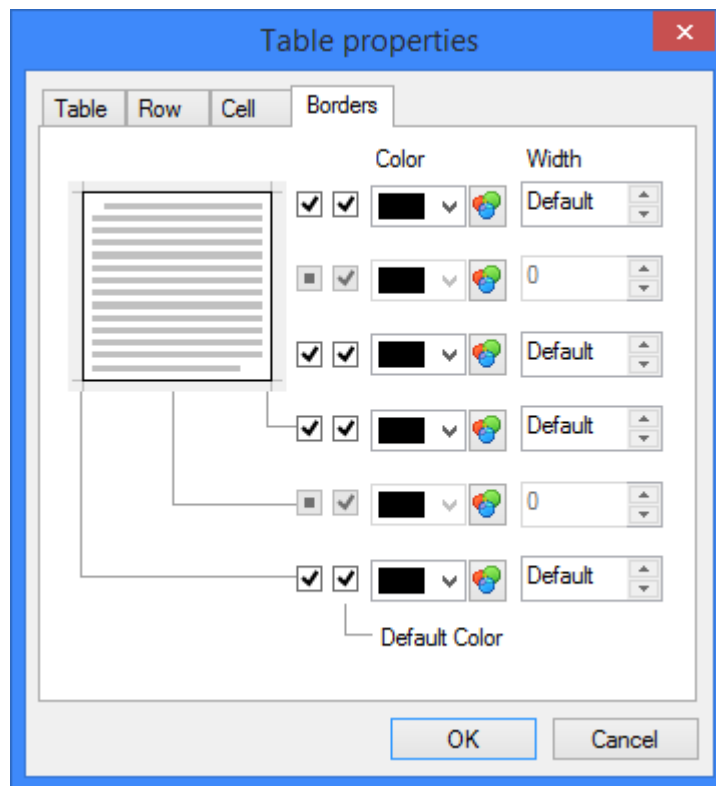 Table properties
Table Row Cell Borders
Color Width
Default
0
Default
Default
0
Default
Default Color
OK Cancel